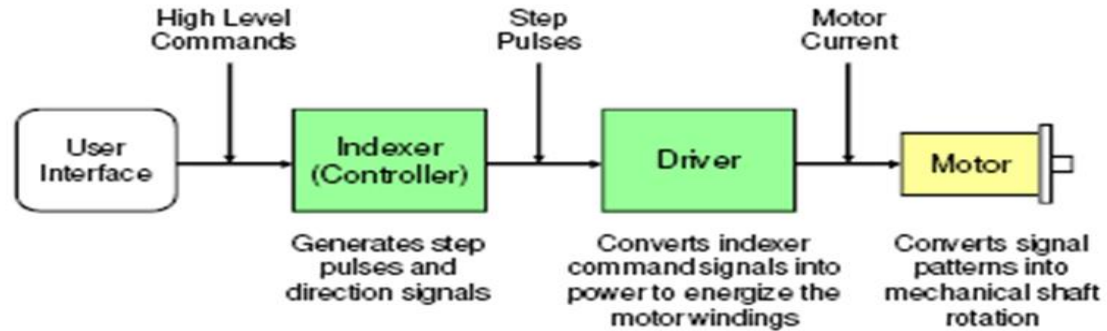 High Level
Commands
Step
Pulses
Motor
Current
User
Interface
Indexer
(Controller)
Driver
Motor
Generates step
pulses and
direction signals
Converts indexer
command signals into
power to energize the
motor windings
Converts signal
patterns into
mechanical shaft
rotation